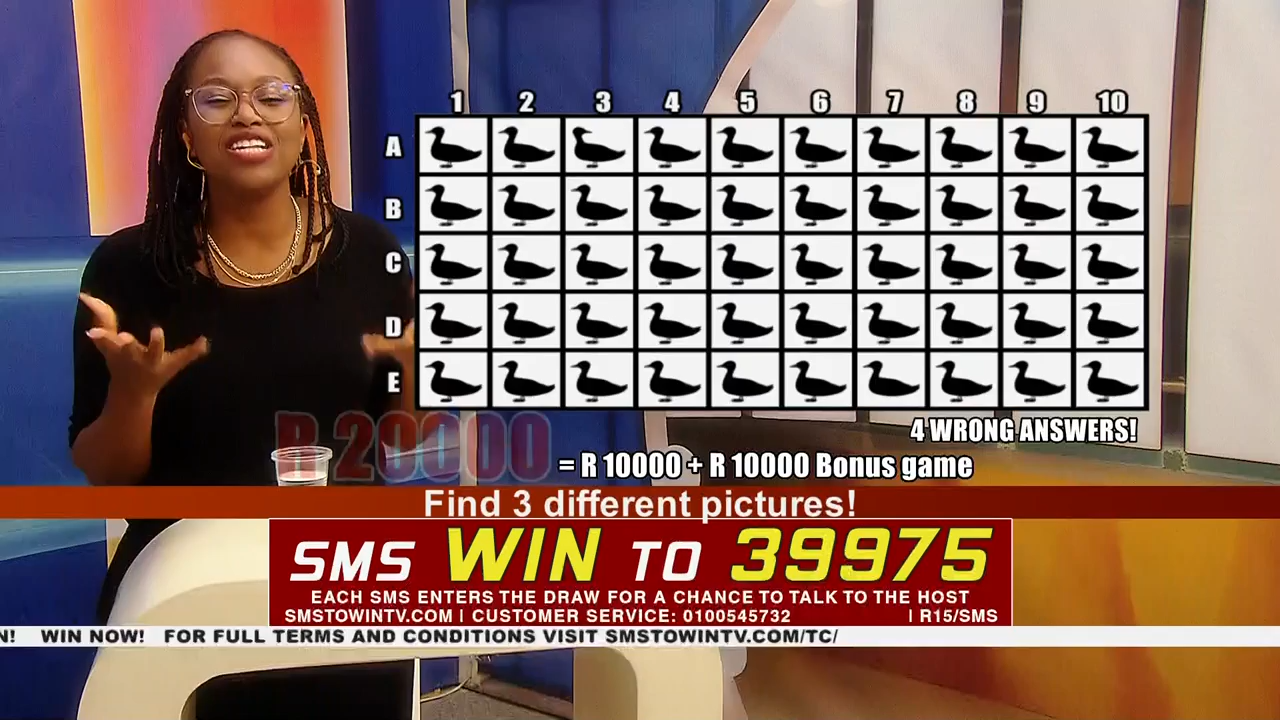 1 2 3 4 5 6 7 8 9 10
A
B
C
D
E
4 WRONG ANSWERS!
R 20000
= R 10000 + R 10000 Bonus game
Find 3 different pictures!
SMS WIN TO 39975
EACH SMS ENTERS THE DRAW FOR A CHANCE TO TALK TO THE HOST
SMSTOWINTV.COM | CUSTOMER SERVICE: 0100545732 | R15/SMS
N! WIN NOW! FOR FULL TERMS AND CONDITIONS VISIT SMSTOWINTV.COM/TC/